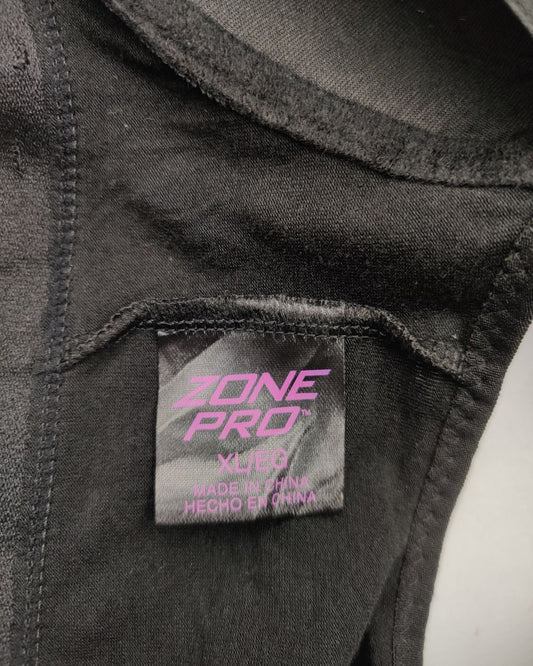 ZONE
PRO™
XL/EG
MADE IN CHINA
HECHO EN CHINA